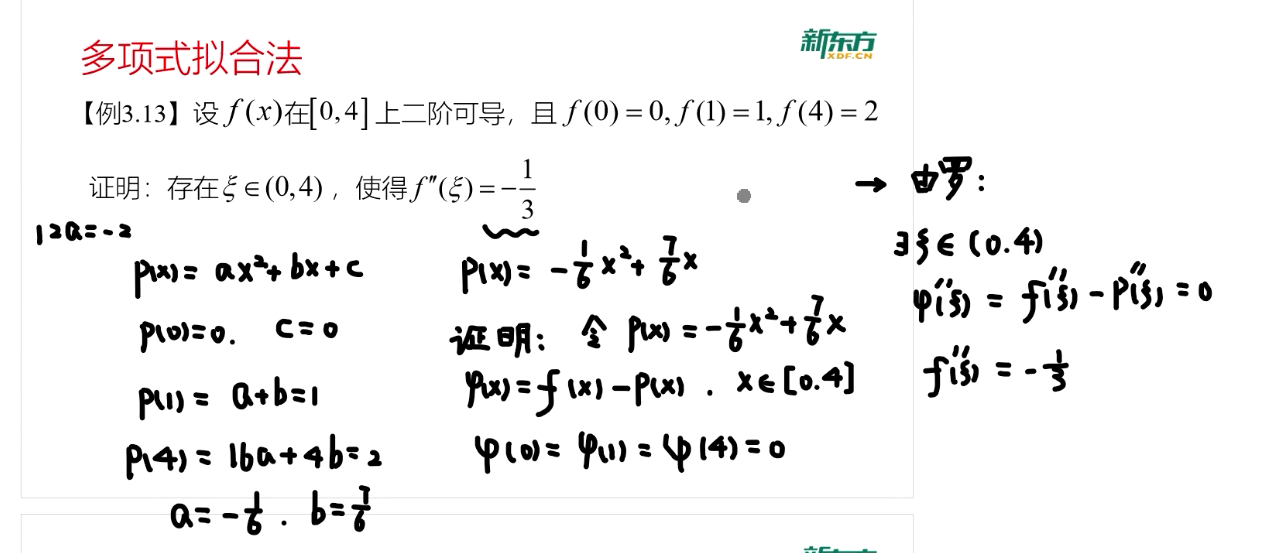 多项式拟合法
新东方
XDF.CN
【例3.13】设 f(x)在[0,4]上二阶可导，且 f(0)=0, f(1)=1, f(4)=2
证明：存在ξ∈(0,4)，使得f″(ξ)=-1/3
12a=-2
p(x)=ax²+bx+c
p(0)=0. c=0
p(1)=a+b=1
p(4)=16a+4b=2
a=-1/6. b=7/6
p(x)=-1/6x²+7/6x
证明: 令 p(x)=-1/6x²+7/6x
φ(x)=f(x)-p(x). x∈[0.4]
φ(0)=φ(1)=φ(4)=0
→ 由罗:
∃ξ∈(0.4)
φ″(ξ)=f″(ξ)-p″(ξ)=0
f″(ξ)=-1/3
新东方